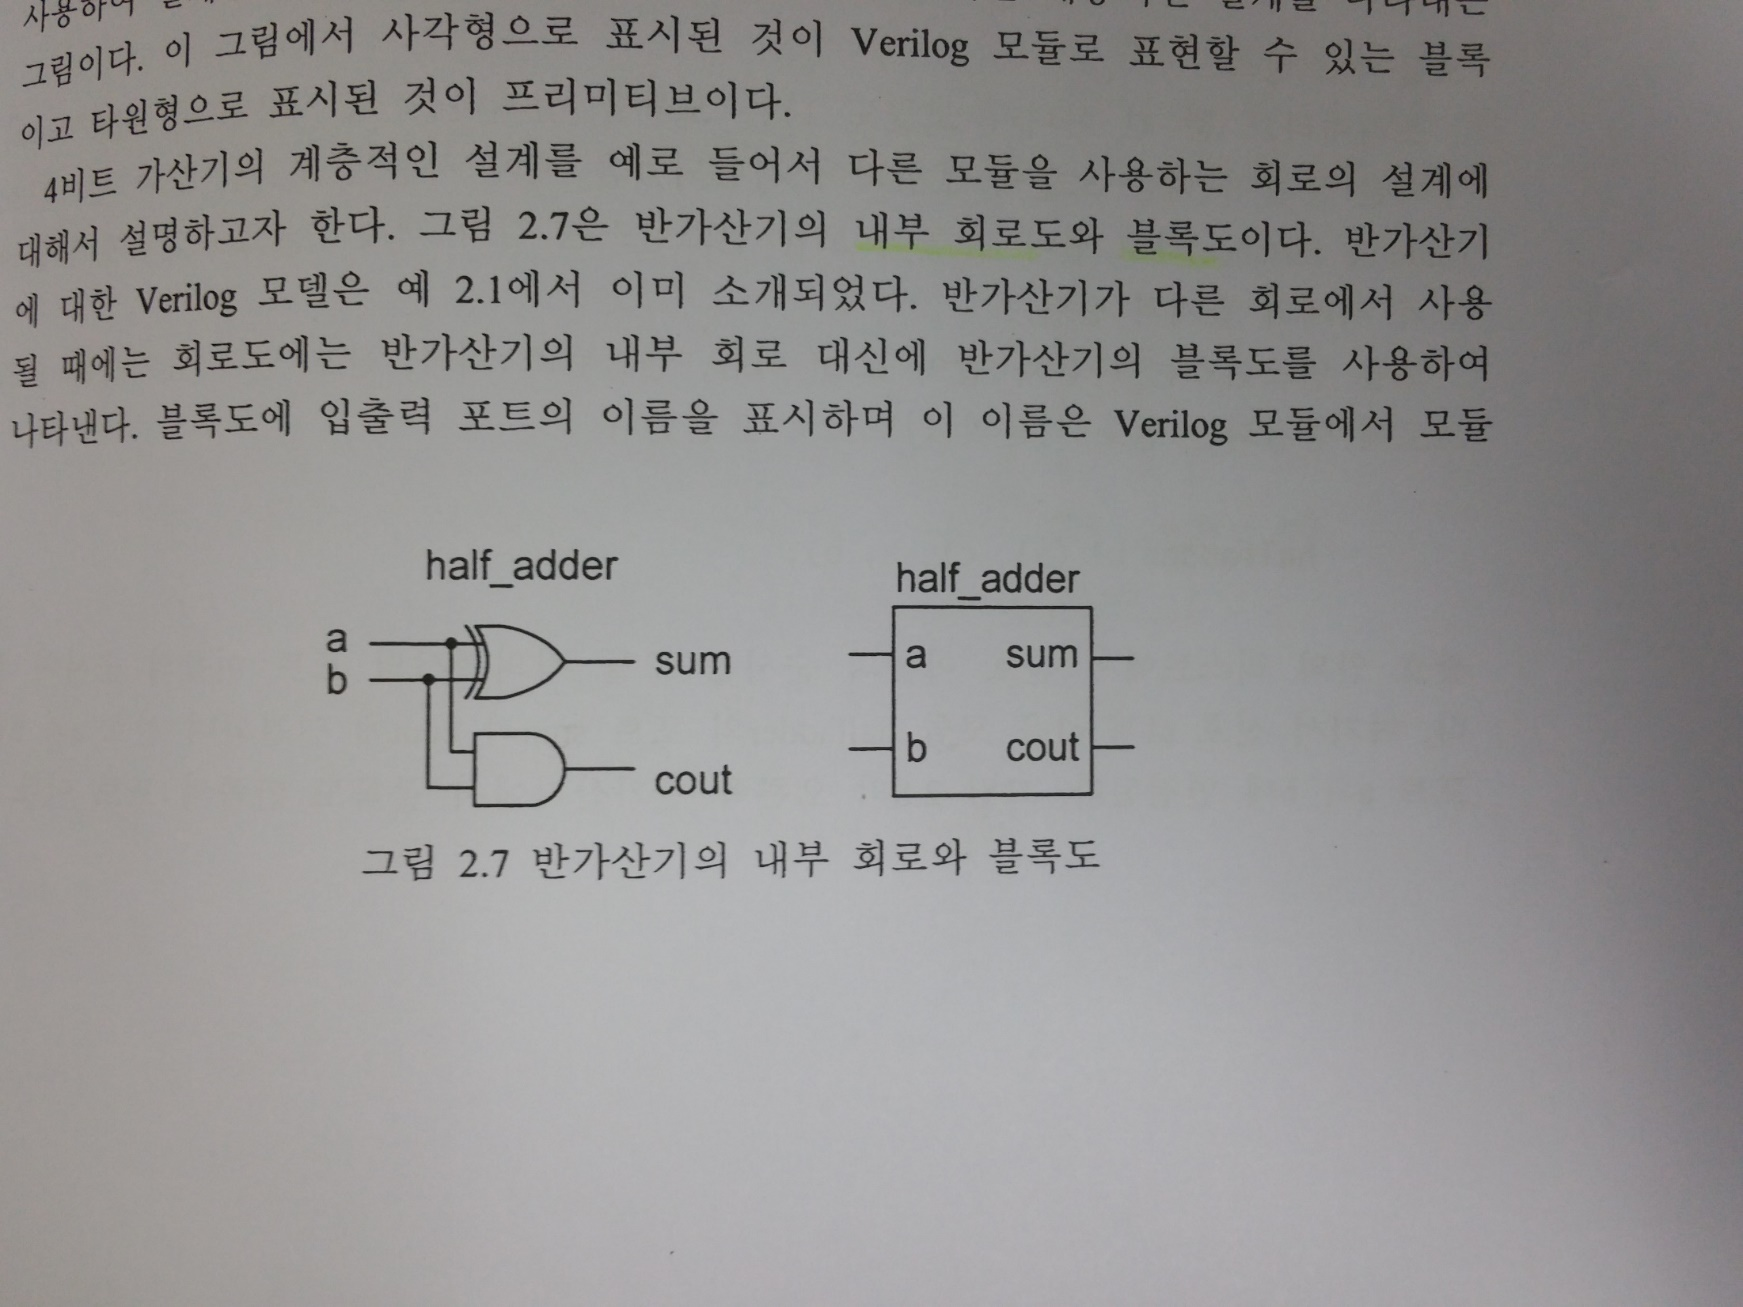 사용하여
그림이다. 이 그림에서 사각형으로 표시된 것이 Verilog 모듈로 표현할 수 있는 블록
이고 타원형으로 표시된 것이 프리미티브이다.
4비트 가산기의 계층적인 설계를 예로 들어서 다른 모듈을 사용하는 회로의 설계에
대해서 설명하고자 한다. 그림 2.7은 반가산기의 내부 회로도와 블록도이다. 반가산기
에 대한 Verilog 모델은 예 2.1에서 이미 소개되었다. 반가산기가 다른 회로에서 사용
될 때에는 회로도에는 반가산기의 내부 회로 대신에 반가산기의 블록도를 사용하여
나타낸다. 블록도에 입출력 포트의 이름을 표시하며 이 이름은 Verilog 모듈에서 모듈
half_adder
a
b
sum
cout
half_adder
a sum
b cout
그림 2.7 반가산기의 내부 회로와 블록도